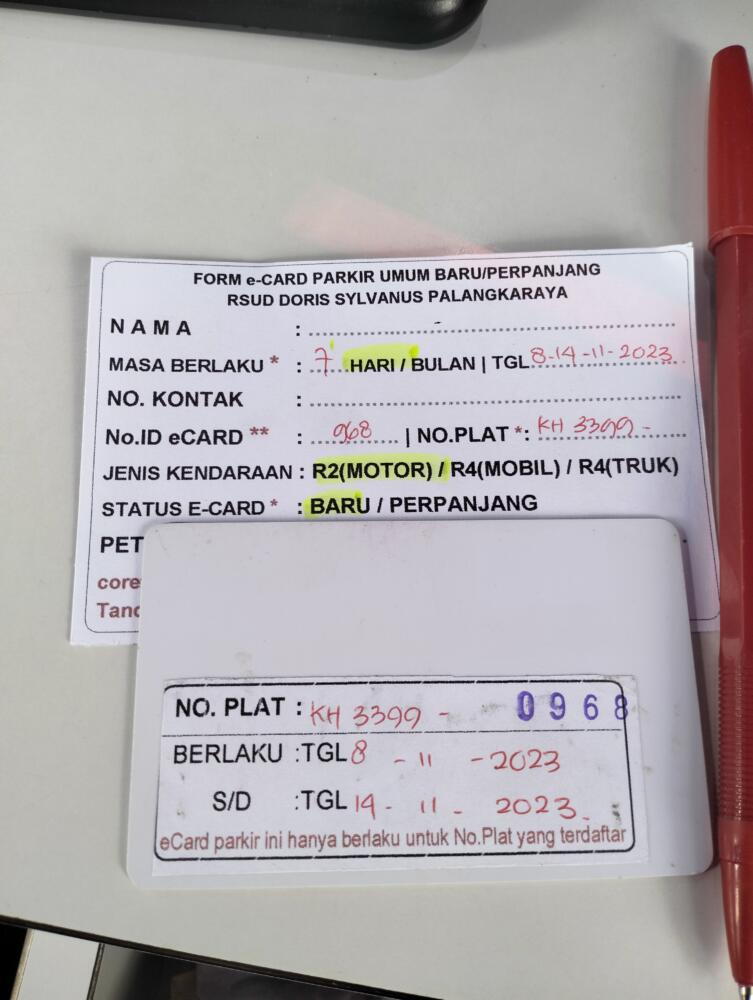 FORM e-CARD PARKIR UMUM BARU/PERPANJANG
RSUD DORIS SYLVANUS PALANGKARAYA
NAMA : -
MASA BERLAKU * : 7 HARI / BULAN | TGL 8-14-11-2023
NO. KONTAK :
No.ID eCARD ** : 968 | NO.PLAT *: KH 3399 -
JENIS KENDARAAN : R2(MOTOR) / R4(MOBIL) / R4(TRUK)
STATUS E-CARD * : BARU / PERPANJANG
PET
core
Tand
NO. PLAT : KH 3399 - 0968
BERLAKU :TGL 8 - 11 - 2023
S/D :TGL 14 - 11 - 2023
eCard parkir ini hanya berlaku untuk No.Plat yang terdaftar